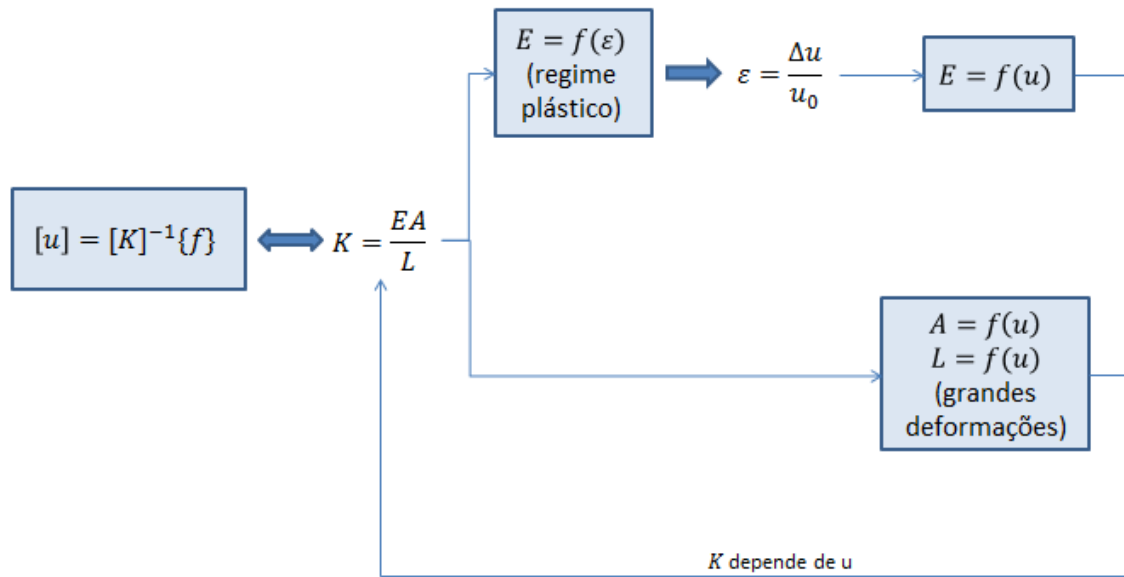 E = f(ε)
(regime
plástico)
ε = Δu/u₀
E = f(u)
[u] = [K]⁻¹{f}
K = EA/L
A = f(u)
L = f(u)
(grandes
deformações)
K depende de u